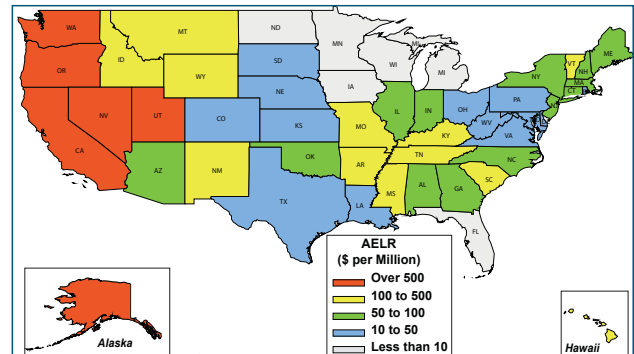 WA
MT
ND
MN
ME
OR
ID
WY
SD
WI
MI
MI
NY
VT
NH
MA
CE
NE
IA
PA
NV
UT
CO
KS
IL
IN
OH
WV
VA
CA
MO
KY
AZ
NM
OK
AR
TN
NC
SC
TX
LA
MS
AL
GA
FL
AELR
($ per Million)
Over 500
100 to 500
50 to 100
10 to 50
Less than 10
Alaska
Hawaii